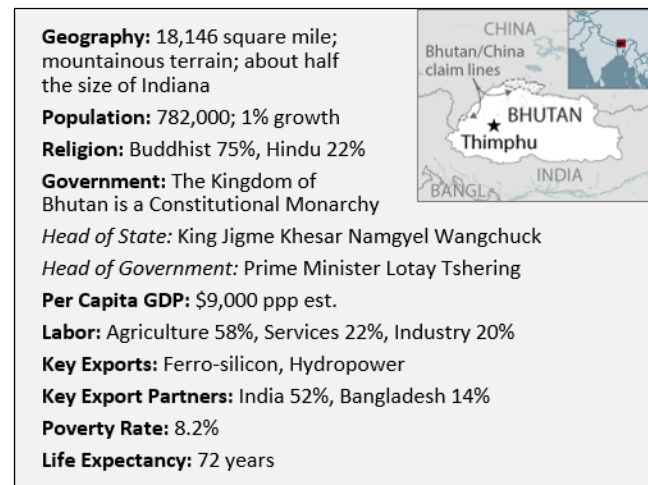 Geography: 18,146 square mile;
mountainous terrain; about half
the size of Indiana
Population: 782,000; 1% growth
Religion: Buddhist 75%, Hindu 22%
Government: The Kingdom of
Bhutan is a Constitutional Monarchy
Head of State: King Jigme Khesar Namgyel Wangchuck
Head of Government: Prime Minister Lotay Tshering
Per Capita GDP: $9,000 ppp est.
Labor: Agriculture 58%, Services 22%, Industry 20%
Key Exports: Ferro-silicon, Hydropower
Key Export Partners: India 52%, Bangladesh 14%
Poverty Rate: 8.2%
Life Expectancy: 72 years
CHINA
Bhutan/China
claim lines
BHUTAN
Thimphu
INDIA
BANGL